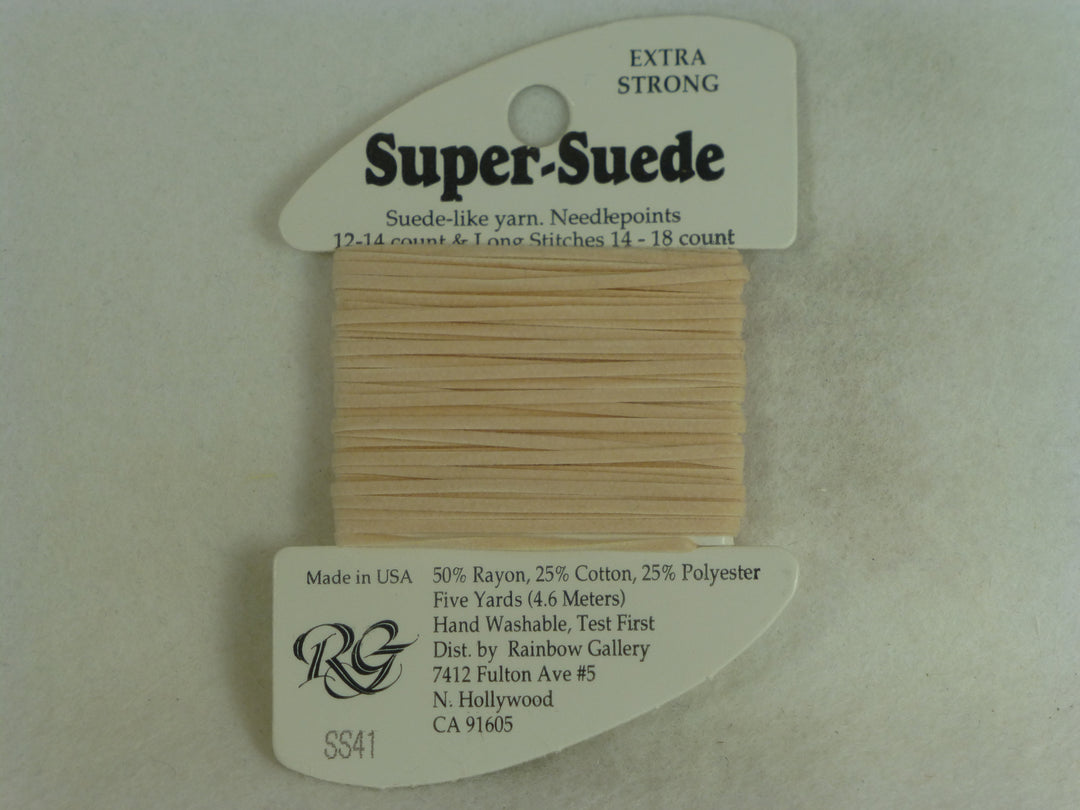 EXTRA
STRONG
Super-Suede
Suede-like yarn. Needlepoints
12-14 count & Long Stitches 14 - 18 count
Made in USA
50% Rayon, 25% Cotton, 25% Polyester
Five Yards (4.6 Meters)
Hand Washable, Test First
Dist. by Rainbow Gallery
7412 Fulton Ave #5
N. Hollywood
CA 91605
RG
SS41